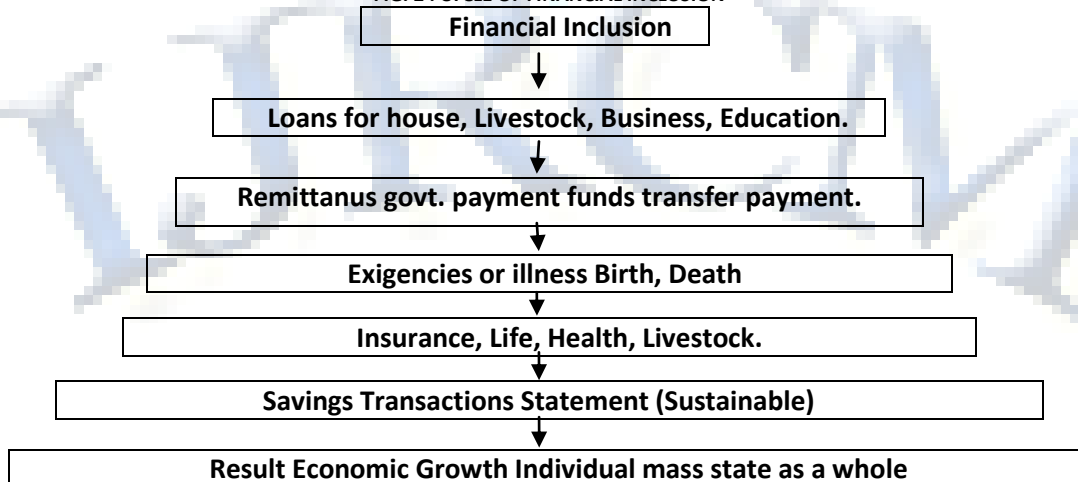 Financial Inclusion
Loans for house, Livestock, Business, Education.
Remittanus govt. payment funds transfer payment.
Exigencies or illness Birth, Death
Insurance, Life, Health, Livestock.
Savings Transactions Statement (Sustainable)
Result Economic Growth Individual mass state as a whole